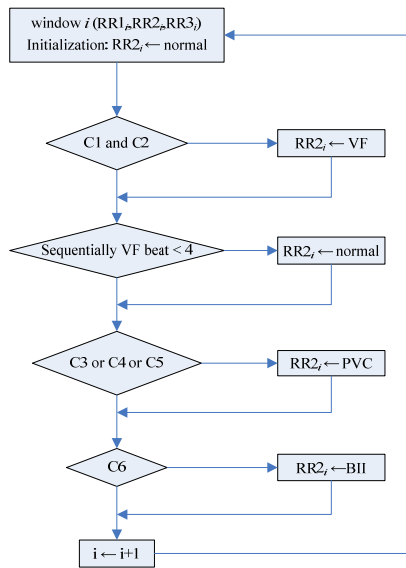 window i (RR1i,RR2i,RR3i)
Initialization: RR2i ← normal
C1 and C2
RR2i ← VF
Sequentially VF beat < 4
RR2i ← normal
C3 or C4 or C5
RR2i ←PVC
C6
RR2i ←BII
i ← i+1